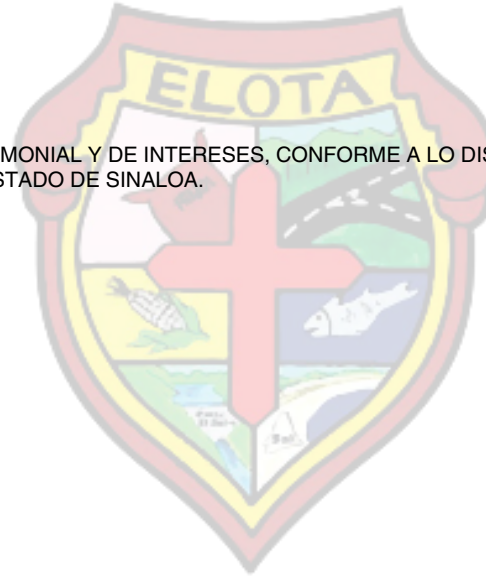 ELOTA
MONIAL Y DE INTERESES, CONFORME A LO DIS
STADO DE SINALOA.